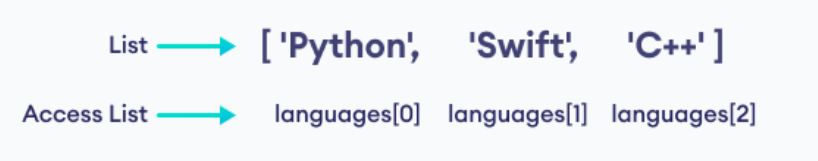 List [ 'Python', 'Swift', 'C++' ]
Access List languages[0] languages[1] languages[2]